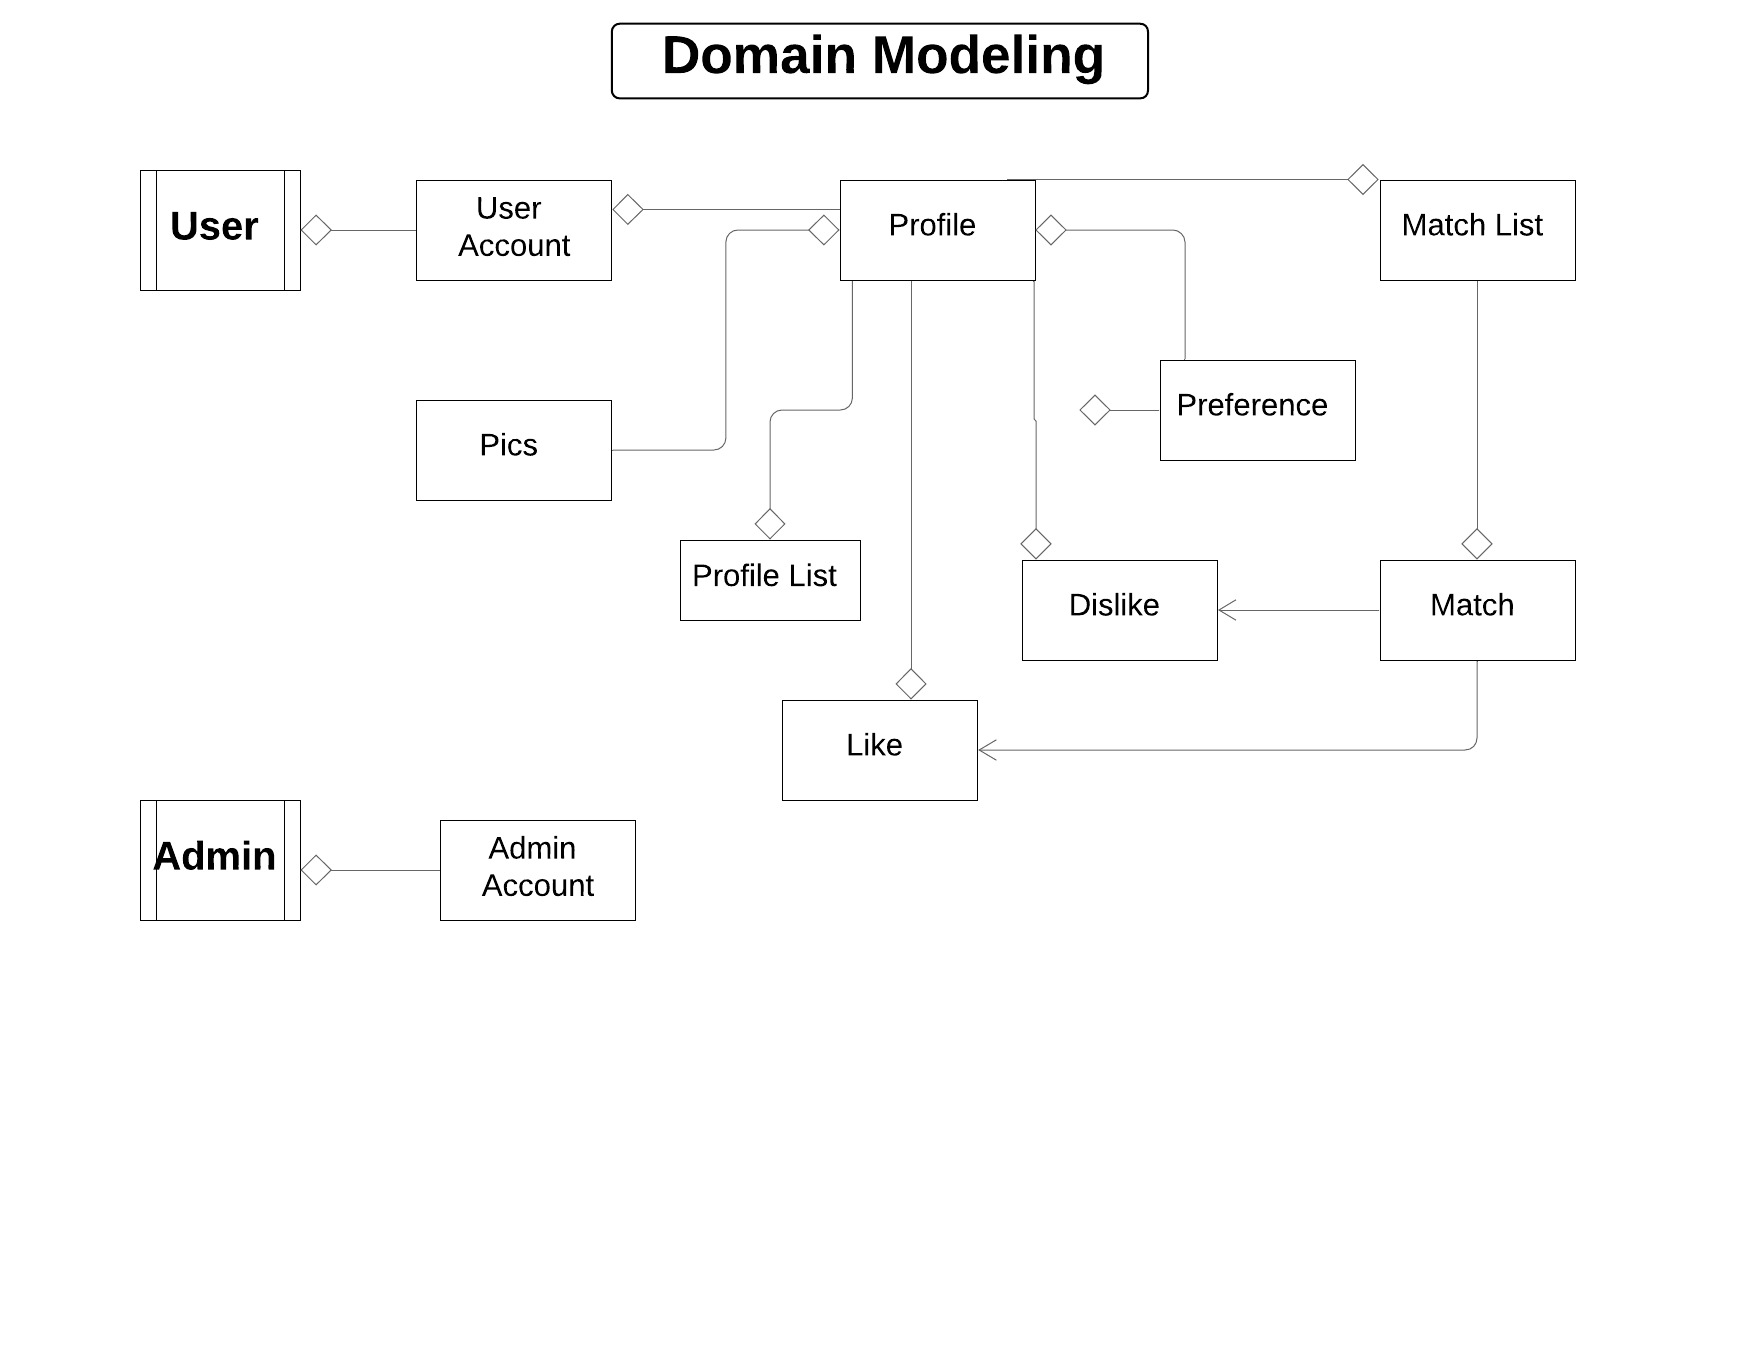 Domain Modeling
User
User
Account
Profile
Match List
Preference
Pics
Profile List
Dislike
Match
Like
Admin
Admin
Account